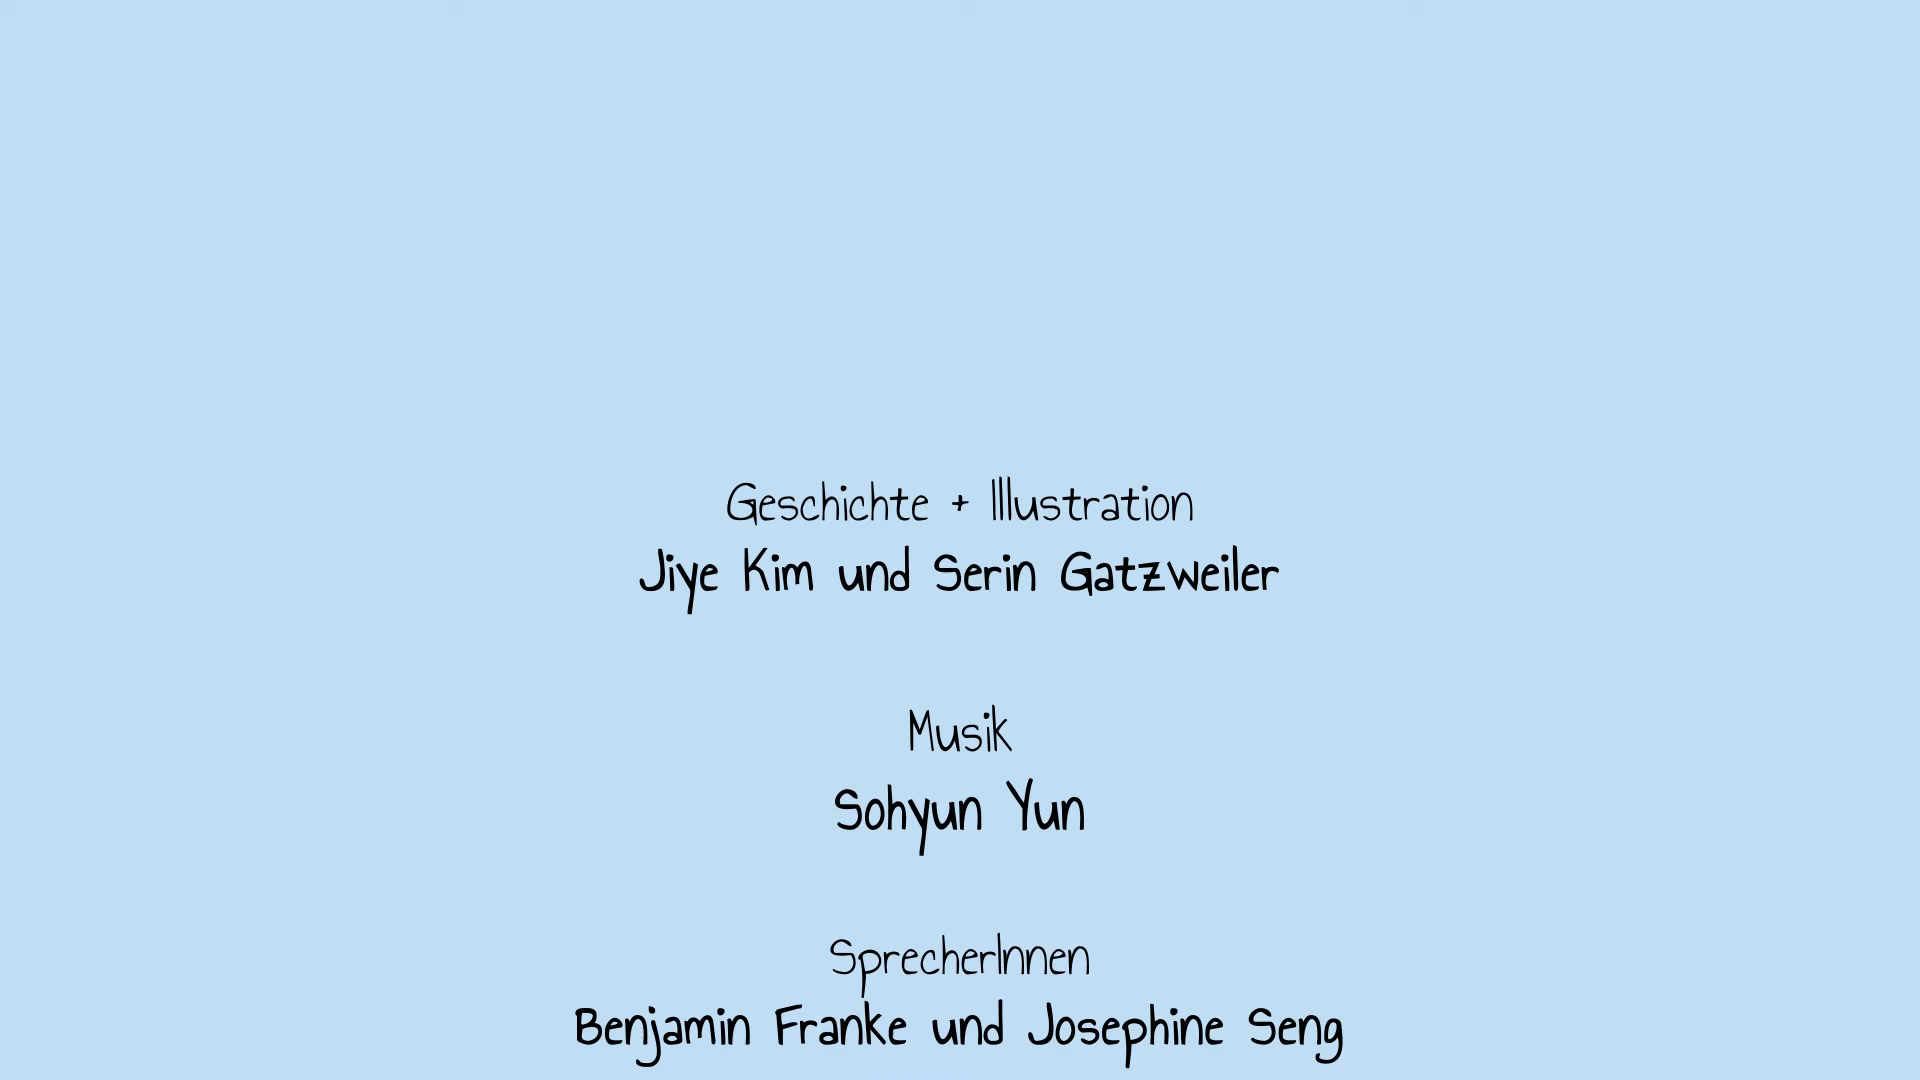 Geschichte + Illustration
Jiye Kim und Serin Gatzweiler
Musik
Sohyun Yun
SprecherInnen
Benjamin Franke und Josephine Seng